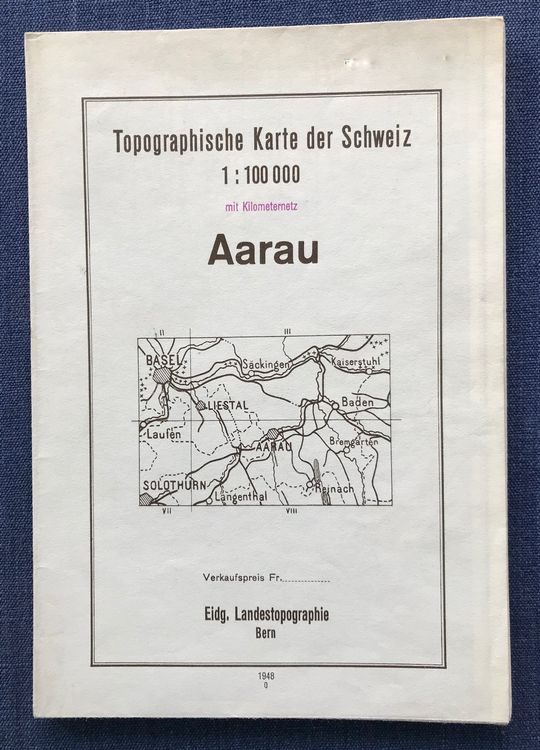 Topographische Karte der Schweiz
1:100 000
mit Kilometernetz
Aarau
II III
BASEL
Säckingen
Kaiserstuhl
LIESTAL
Baden
Laufen
AARAU
Bremgarten
SOLOTHURN
Langenthal
Reinach
VII VIII
Verkaufspreis Fr.
Eidg. Landestopographie
Bern
1948
0